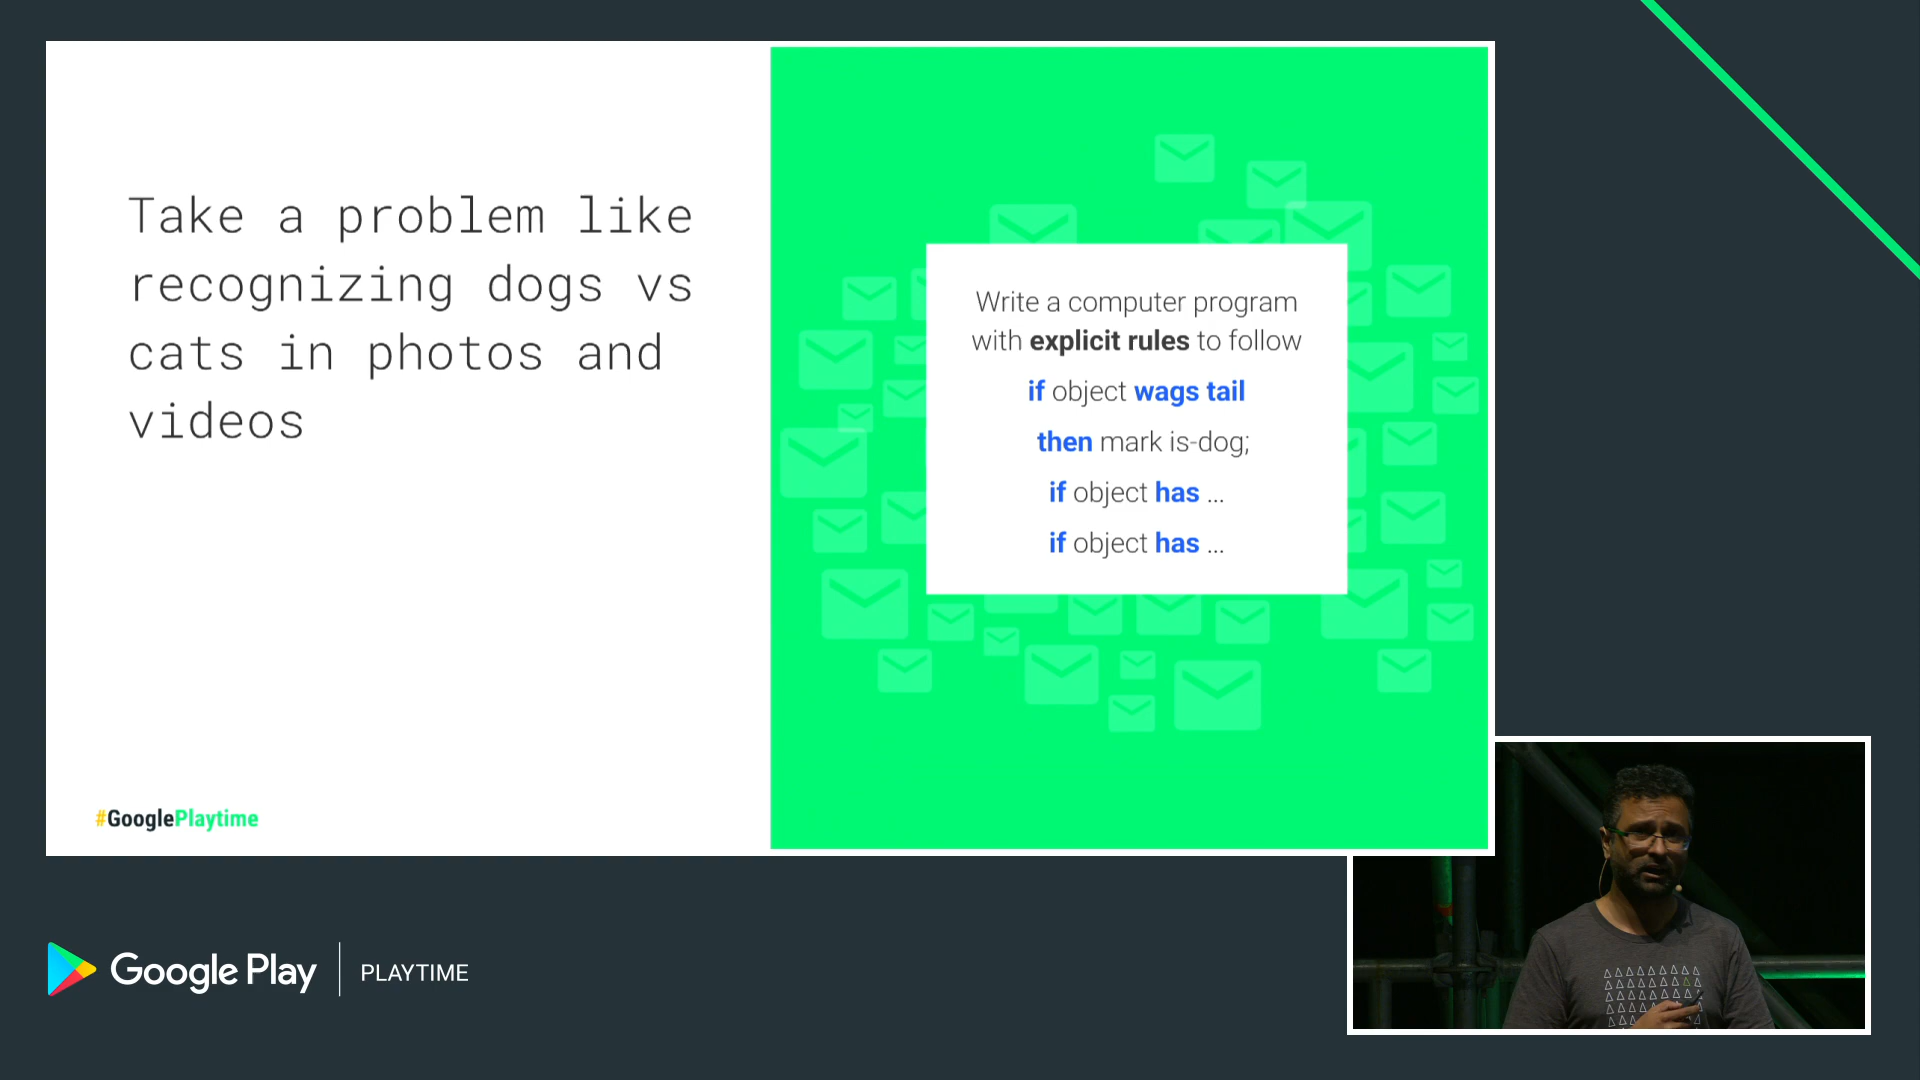 Take a problem like
recognizing dogs vs
cats in photos and
videos
Write a computer program
with explicit rules to follow
if object wags tail
then mark is-dog;
if object has ...
if object has ...
#GooglePlaytime
Google Play | PLAYTIME